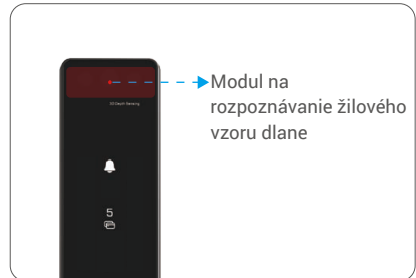 Modul na
rozpoznávanie žilového
vzoru dlane
3D Depth Sensing
5